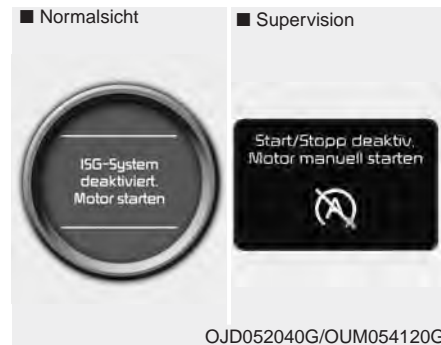 ■ Normalsicht
■ Supervision
ISG-System
deaktiviert.
Motor starten
Start/Stopp deaktiv.
Motor manuell starten
A
OJD052040G/OUM054120G